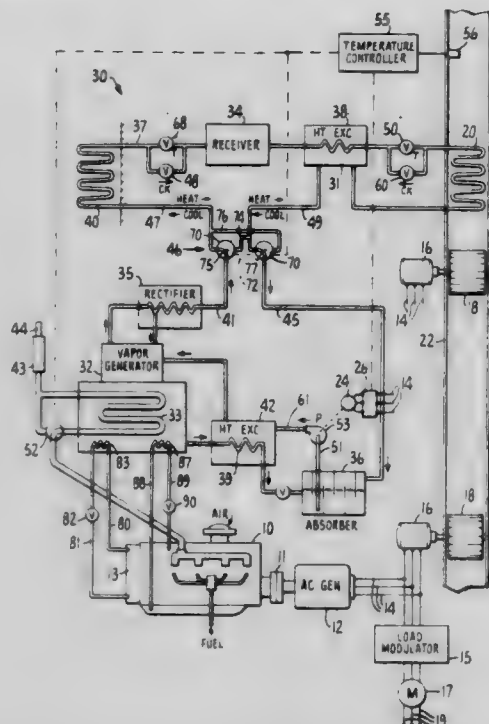 55
TEMPERATURE
CONTROLLER
56
30
37
68
V
34
RECEIVER
38
HT EXC
31
50
V
20
60
CK
48
CK
40
47
HEAT
COOL
76
74
HEAT
COOL
49
70
46
75
77
72
70
35
RECTIFIER
41
45
16
14
18
22
44
43
32
VAPOR
GENERATOR
33
52
83
87
HT EXC
42
39
61
P
53
51
24
26
14
36
V
ABSORBER
88
89
82
V
80
81
V
90
13
AIR
10
11
FUEL
AC GEN
12
14
16
18
LOAD
MODULATOR
15
M
17
19